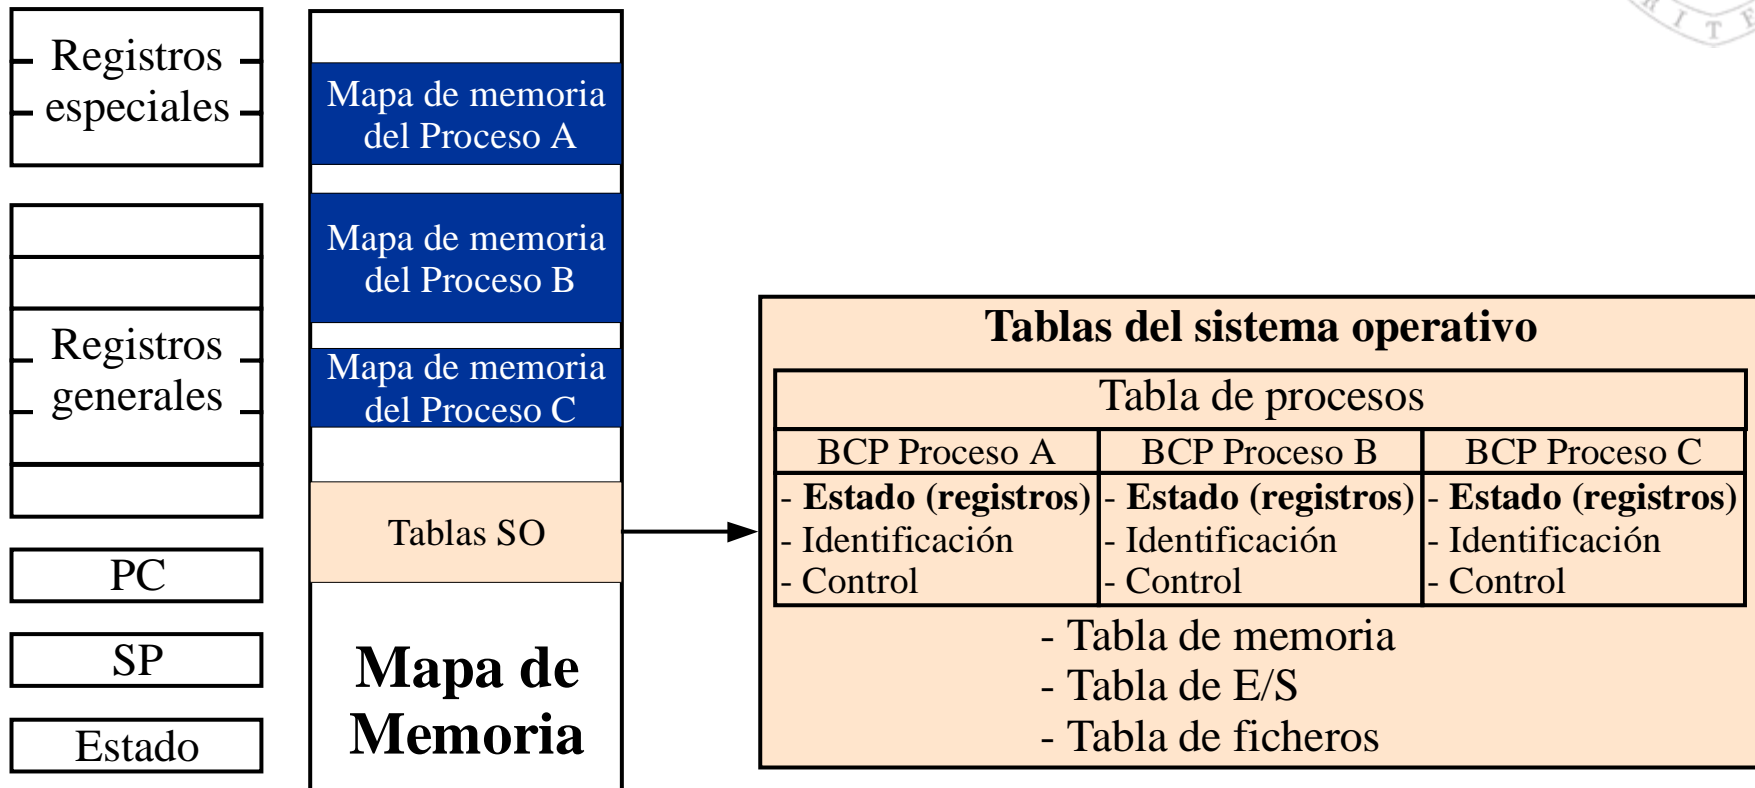 Registros
especiales
Registros
generales
PC
SP
Estado
Mapa de memoria
del Proceso A
Mapa de memoria
del Proceso B
Mapa de memoria
del Proceso C
Tablas SO
Mapa de
Memoria
Tablas del sistema operativo
Tabla de procesos
BCP Proceso A
- Estado (registros)
- Identificación
- Control
BCP Proceso B
- Estado (registros)
- Identificación
- Control
BCP Proceso C
- Estado (registros)
- Identificación
- Control
- Tabla de memoria
- Tabla de E/S
- Tabla de ficheros